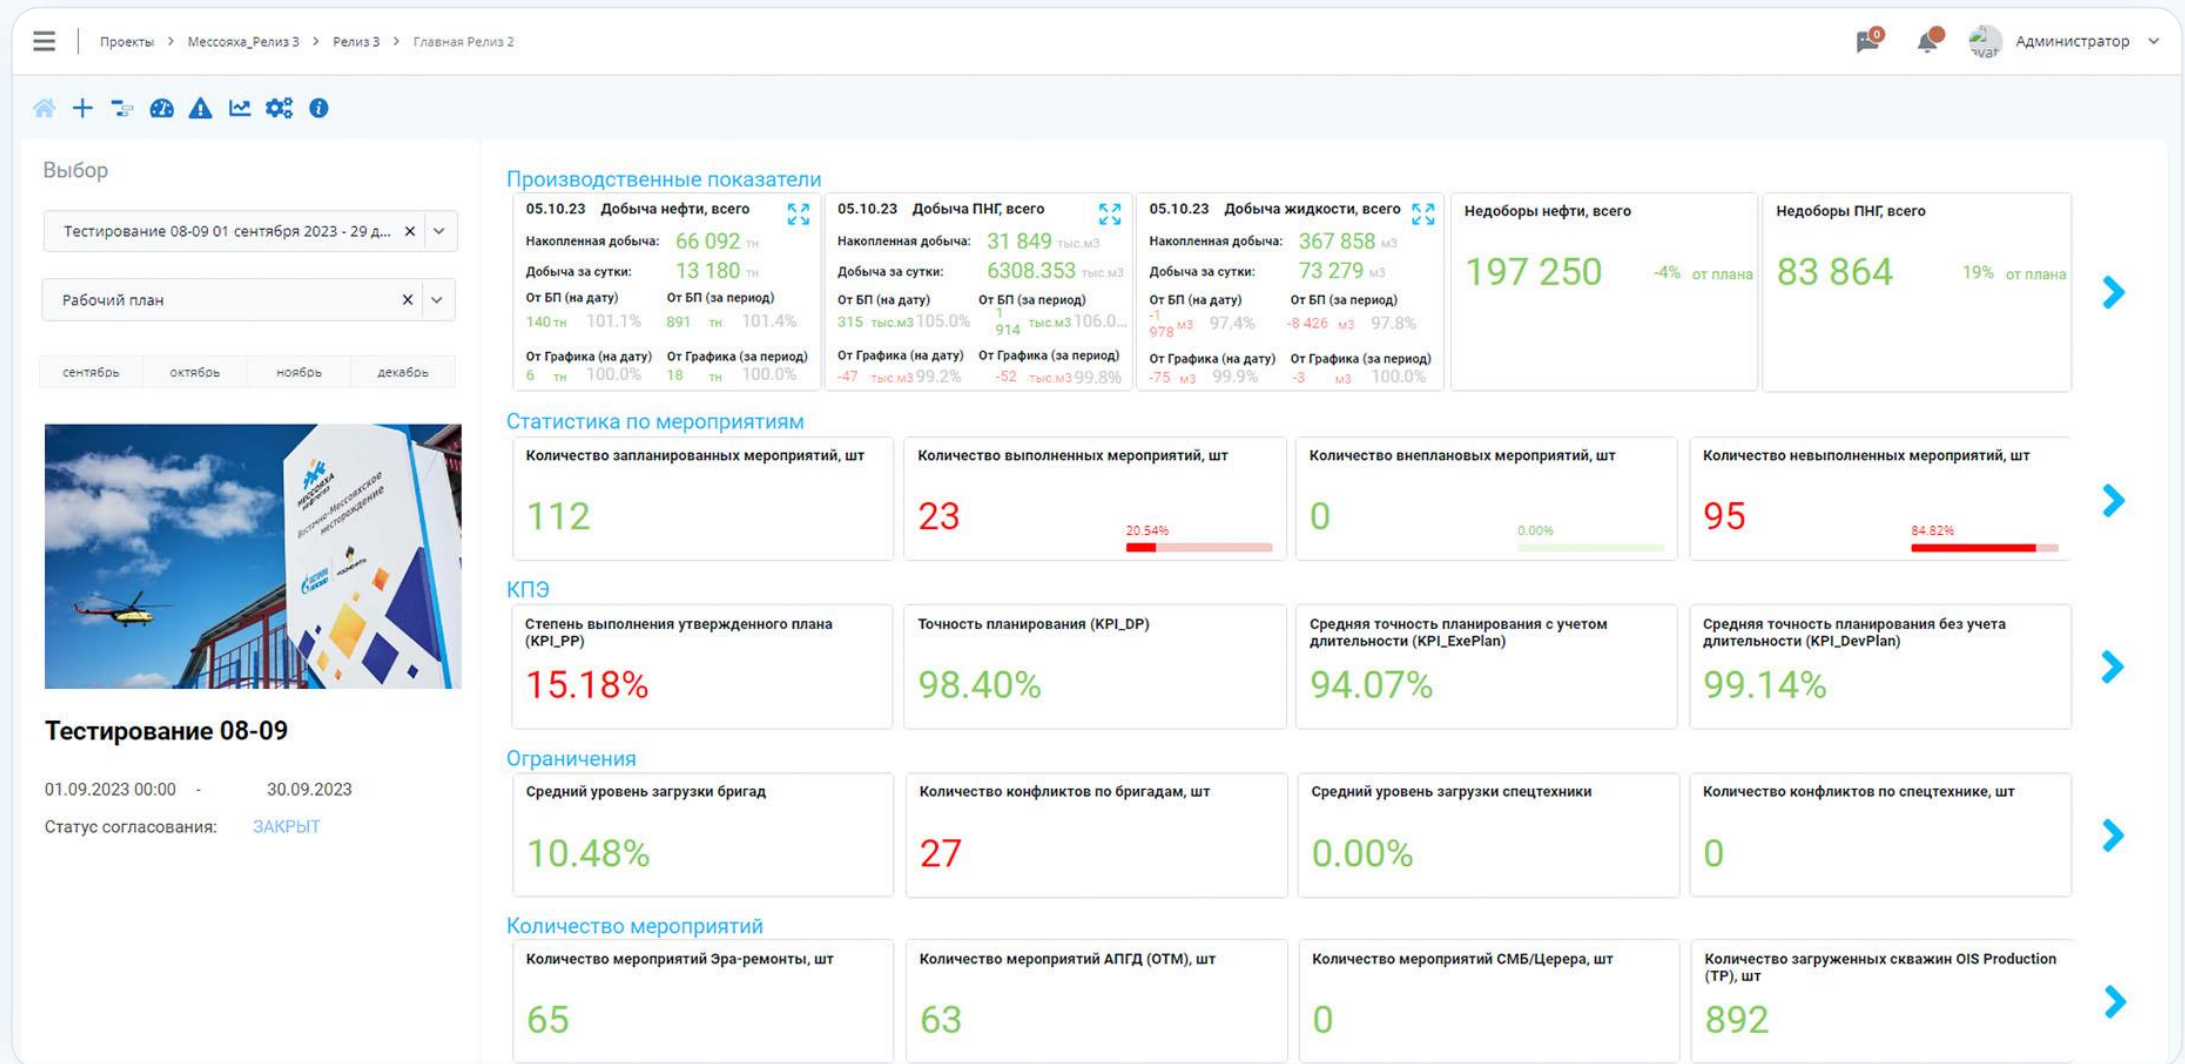 Проекты > Мессояха_Релиз 3 > Релиз 3 > Главная Релиз 2
0
Администратор
Выбор
Тестирование 08-09 01 сентября 2023 - 29 д...
Рабочий план
сентябрь октябрь ноябрь декабрь
МЕССОЯХА
нефтегаз
Восточно-Мессояхское
месторождение
Тестирование 08-09
01.09.2023 00:00 - 30.09.2023
Статус согласования: ЗАКРЫТ
Производственные показатели
05.10.23 Добыча нефти, всего
Накопленная добыча: 66 092 тн
Добыча за сутки: 13 180 тн
От БП (на дату) От БП (за период)
140 тн 101.1% 891 тн 101.4%
От Графика (на дату) От Графика (за период)
6 тн 100.0% 18 тн 100.0%
05.10.23 Добыча ПНГ, всего
Накопленная добыча: 31 849 тыс.м3
Добыча за сутки: 6308.353 тыс.м3
От БП (на дату) От БП (за период)
315 тыс.м3 105.0% 1 914 тыс.м3 106.0...
От Графика (на дату) От Графика (за период)
-47 тыс.м3 99.2% -52 тыс.м3 99.8%
05.10.23 Добыча жидкости, всего
Накопленная добыча: 367 858 м3
Добыча за сутки: 73 279 м3
От БП (на дату) От БП (за период)
-1 978 м3 97.4% -8 426 м3 97.8%
От Графика (на дату) От Графика (за период)
-75 м3 99.9% -3 м3 100.0%
Недоборы нефти, всего
197 250 -4% от плана
Недоборы ПНГ, всего
83 864 19% от плана
Статистика по мероприятиям
Количество запланированных мероприятий, шт
112
Количество выполненных мероприятий, шт
23
20.54%
Количество внеплановых мероприятий, шт
0
0.00%
Количество невыполненных мероприятий, шт
95
84.82%
КПЭ
Степень выполнения утвержденного плана
(KPI_PP)
15.18%
Точность планирования (KPI_DP)
98.40%
Средняя точность планирования с учетом
длительности (KPI_ExePlan)
94.07%
Средняя точность планирования без учета
длительности (KPI_DevPlan)
99.14%
Ограничения
Средний уровень загрузки бригад
10.48%
Количество конфликтов по бригадам, шт
27
Средний уровень загрузки спецтехники
0.00%
Количество конфликтов по спецтехнике, шт
0
Количество мероприятий
Количество мероприятий Эра-ремонты, шт
65
Количество мероприятий АПГД (ОТМ), шт
63
Количество мероприятий СМБ/Церера, шт
0
Количество загруженных скважин OIS Production
(ТР), шт
892